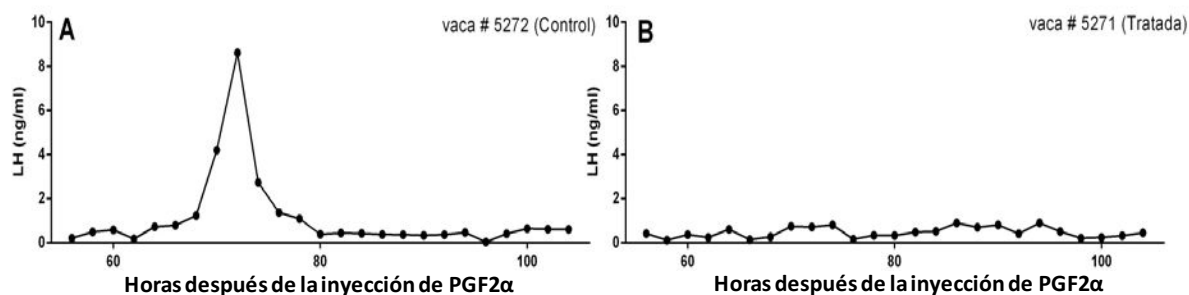 A
vaca # 5272 (Control)
LH (ng/ml)
10
8
6
4
2
0
60
80
100
Horas después de la inyección de PGF2α
B
vaca # 5271 (Tratada)
LH (ng/ml)
10
8
6
4
2
0
60
80
100
Horas después de la inyección de PGF2α